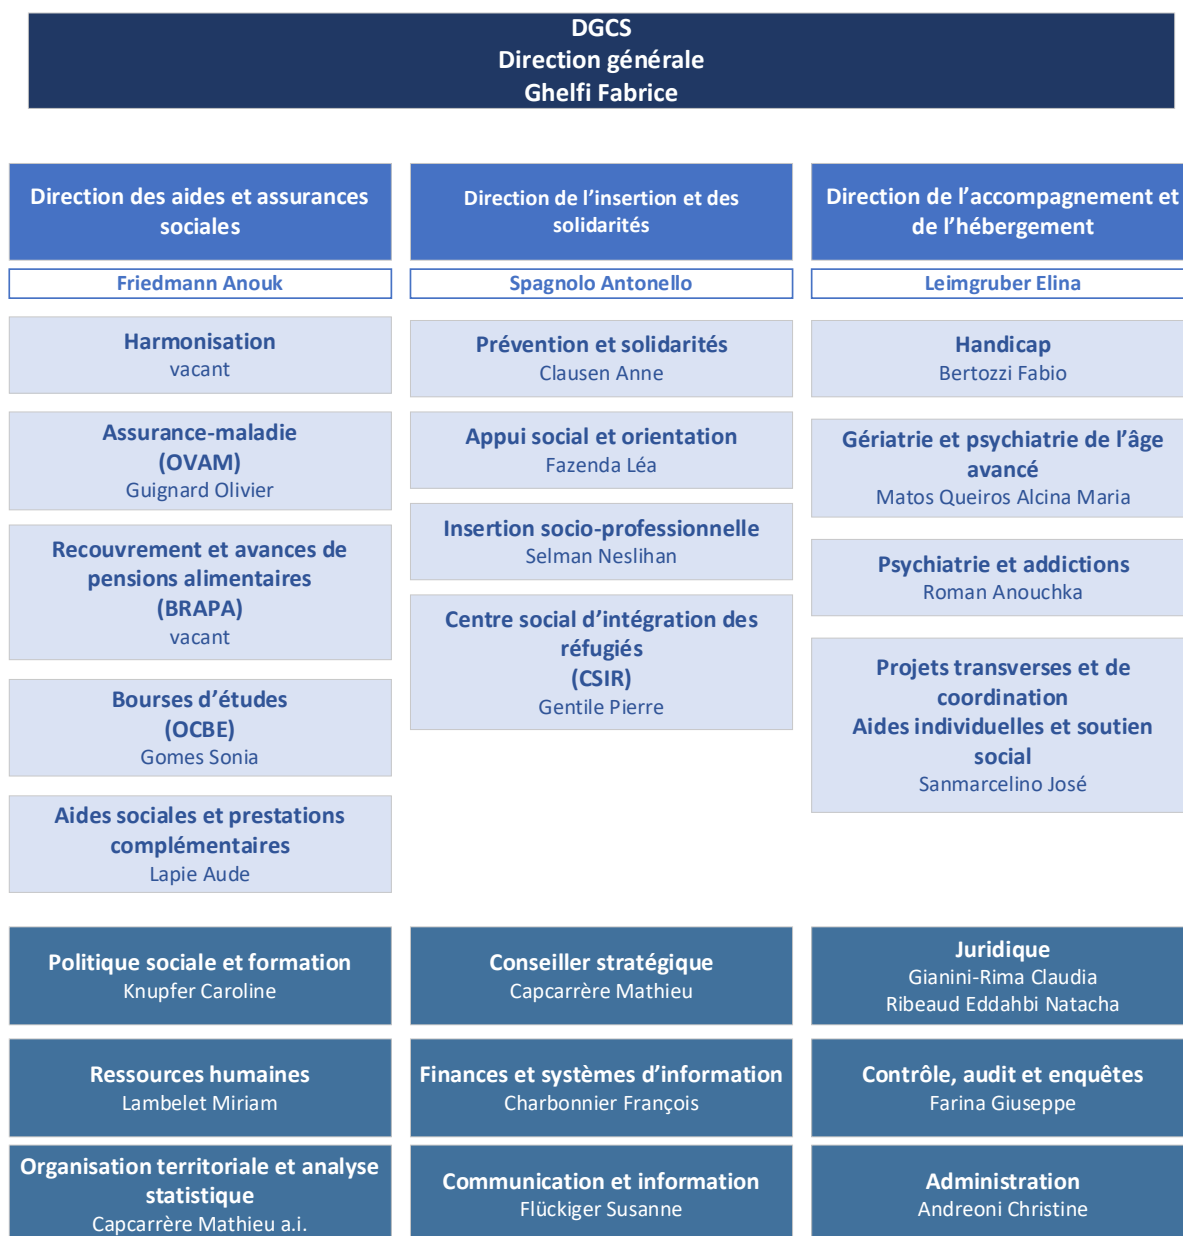 DGCS
Direction générale
Ghelfi Fabrice
Direction des aides et assurances
sociales
Friedmann Anouk
Harmonisation
vacant
Assurance-maladie
(OVAM)
Guignard Olivier
Recouvrement et avances de
pensions alimentaires
(BRAPA)
vacant
Bourses d’études
(OCBE)
Gomes Sonia
Aides sociales et prestations
complémentaires
Lapie Aude
Direction de l’insertion et des
solidarités
Spagnolo Antonello
Prévention et solidarités
Clausen Anne
Appui social et orientation
Fazenda Léa
Insertion socio-professionnelle
Selman Neslihan
Centre social d’intégration des
réfugiés
(CSIR)
Gentile Pierre
Direction de l’accompagnement et
de l’hébergement
Leimgruber Elina
Handicap
Bertozzi Fabio
Gériatrie et psychiatrie de l’âge
avancé
Matos Queiros Alcina Maria
Psychiatrie et addictions
Roman Anouchka
Projets transverses et de
coordination
Aides individuelles et soutien
social
Sanmarcelino José
Politique sociale et formation
Knupfer Caroline
Conseiller stratégique
Capcarrère Mathieu
Juridique
Gianini-Rima Claudia
Ribeaud Eddahbi Natacha
Ressources humaines
Lambelet Miriam
Finances et systèmes d’information
Charbonnier François
Contrôle, audit et enquêtes
Farina Giuseppe
Organisation territoriale et analyse
statistique
Capcarrère Mathieu a.i.
Communication et information
Flückiger Susanne
Administration
Andreoni Christine